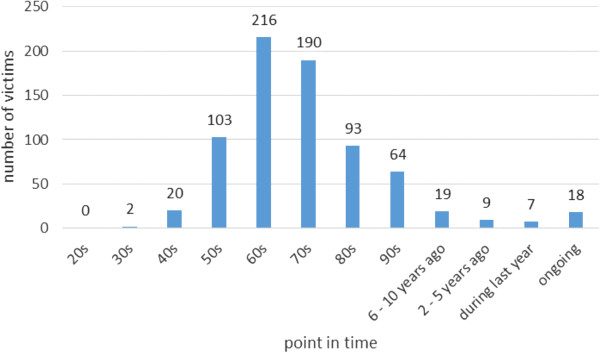 250
200
150
100
50
0
number of victims
0
2
20
103
216
190
93
64
19
9
7
18
20s
30s
40s
50s
60s
70s
80s
90s
6 - 10 years ago
2 - 5 years ago
during last year
ongoing
point in time